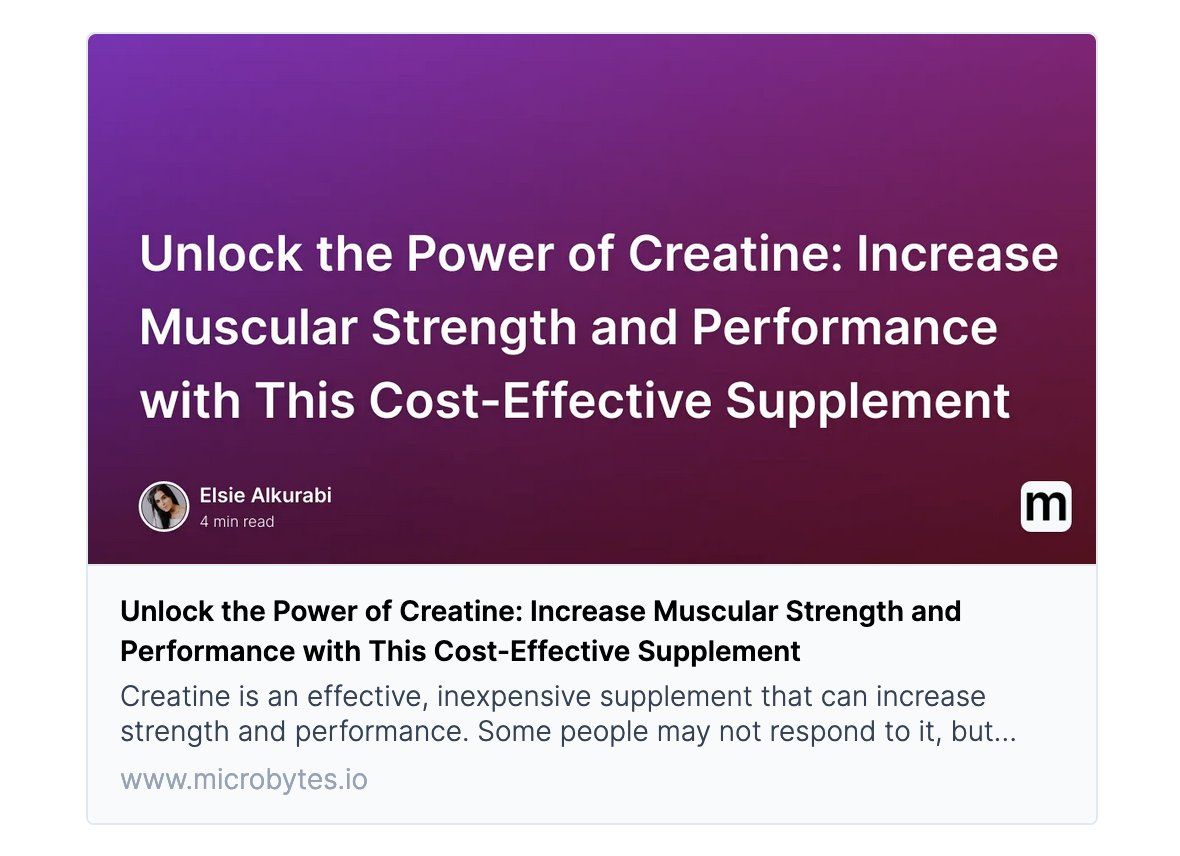 Unlock the Power of Creatine: Increase
Muscular Strength and Performance
with This Cost-Effective Supplement
Elsie Alkurabi
4 min read
m
Unlock the Power of Creatine: Increase Muscular Strength and
Performance with This Cost-Effective Supplement
Creatine is an effective, inexpensive supplement that can increase
strength and performance. Some people may not respond to it, but...
www.microbytes.io